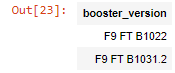 Out[23]: booster_version
F9 FT B1022
F9 FT B1031.2